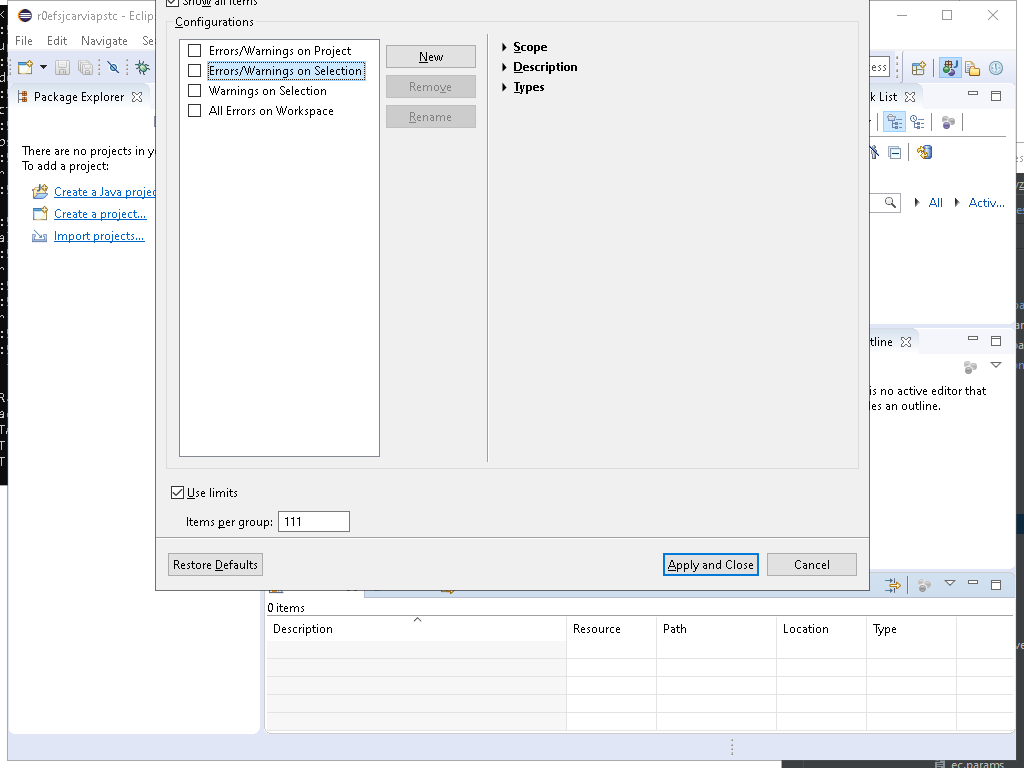 r0efsjcarviapstc - Eclip
Show all items
File Edit Navigate Se
Configurations
Errors/Warnings on Project
Errors/Warnings on Selection
Warnings on Selection
All Errors on Workspace
New
Remove
Rename
Scope
Description
Types
ess
Package Explorer
k List
There are no projects in y
To add a project:
Create a Java projec
Create a project...
Import projects...
All Activ...
tline
is no active editor that
les an outline.
Use limits
Items per group: 111
Restore Defaults
Apply and Close
Cancel
0 items
Description Resource Path Location Type
ec.params